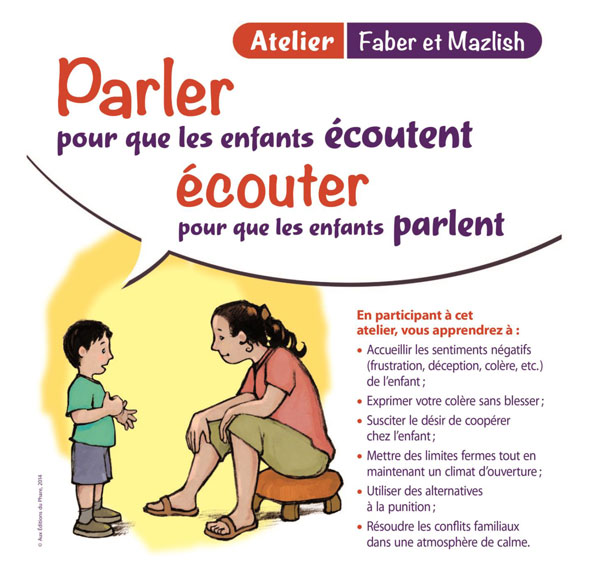 Atelier Faber et Mazlish
Parler
pour que les enfants écoutent
écouter
pour que les enfants parlent
En participant à cet
atelier, vous apprendrez à :
• Accueillir les sentiments négatifs
(frustration, déception, colère, etc.)
de l'enfant ;
• Exprimer votre colère sans blesser ;
• Susciter le désir de coopérer
chez l'enfant ;
• Mettre des limites fermes tout en
maintenant un climat d'ouverture ;
• Utiliser des alternatives
à la punition ;
• Résoudre les conflits familiaux
dans une atmosphère de calme.
© Aux Éditions du Phare, 2014